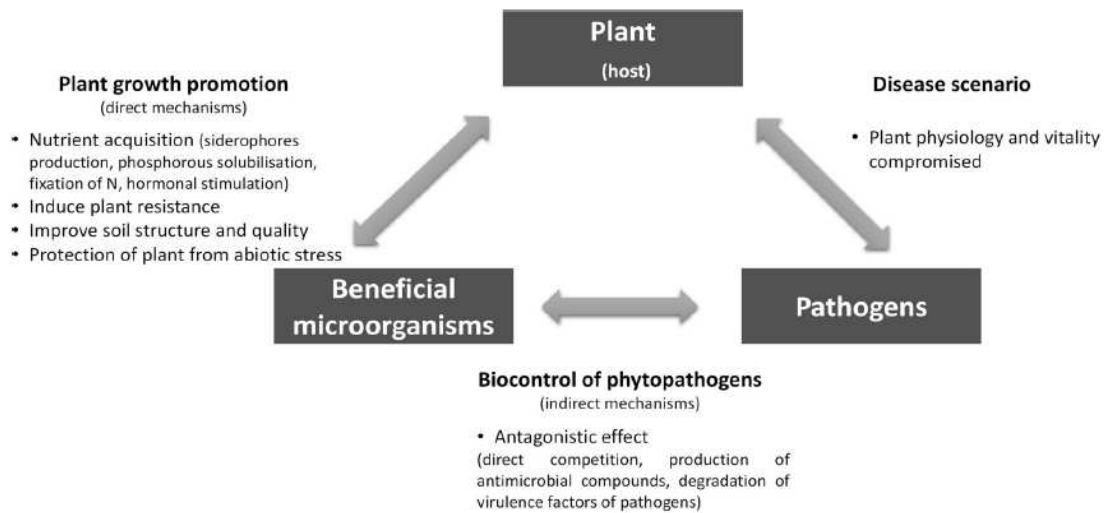 Plant
(host)
Plant growth promotion
(direct mechanisms)
• Nutrient acquisition (siderophores
production, phosphorous solubilisation,
fixation of N, hormonal stimulation)
• Induce plant resistance
• Improve soil structure and quality
• Protection of plant from abiotic stress
Disease scenario
• Plant physiology and vitality
compromised
Beneficial
microorganisms
Pathogens
Biocontrol of phytopathogens
(indirect mechanisms)
• Antagonistic effect
(direct competition, production of
antimicrobial compounds, degradation of
virulence factors of pathogens)